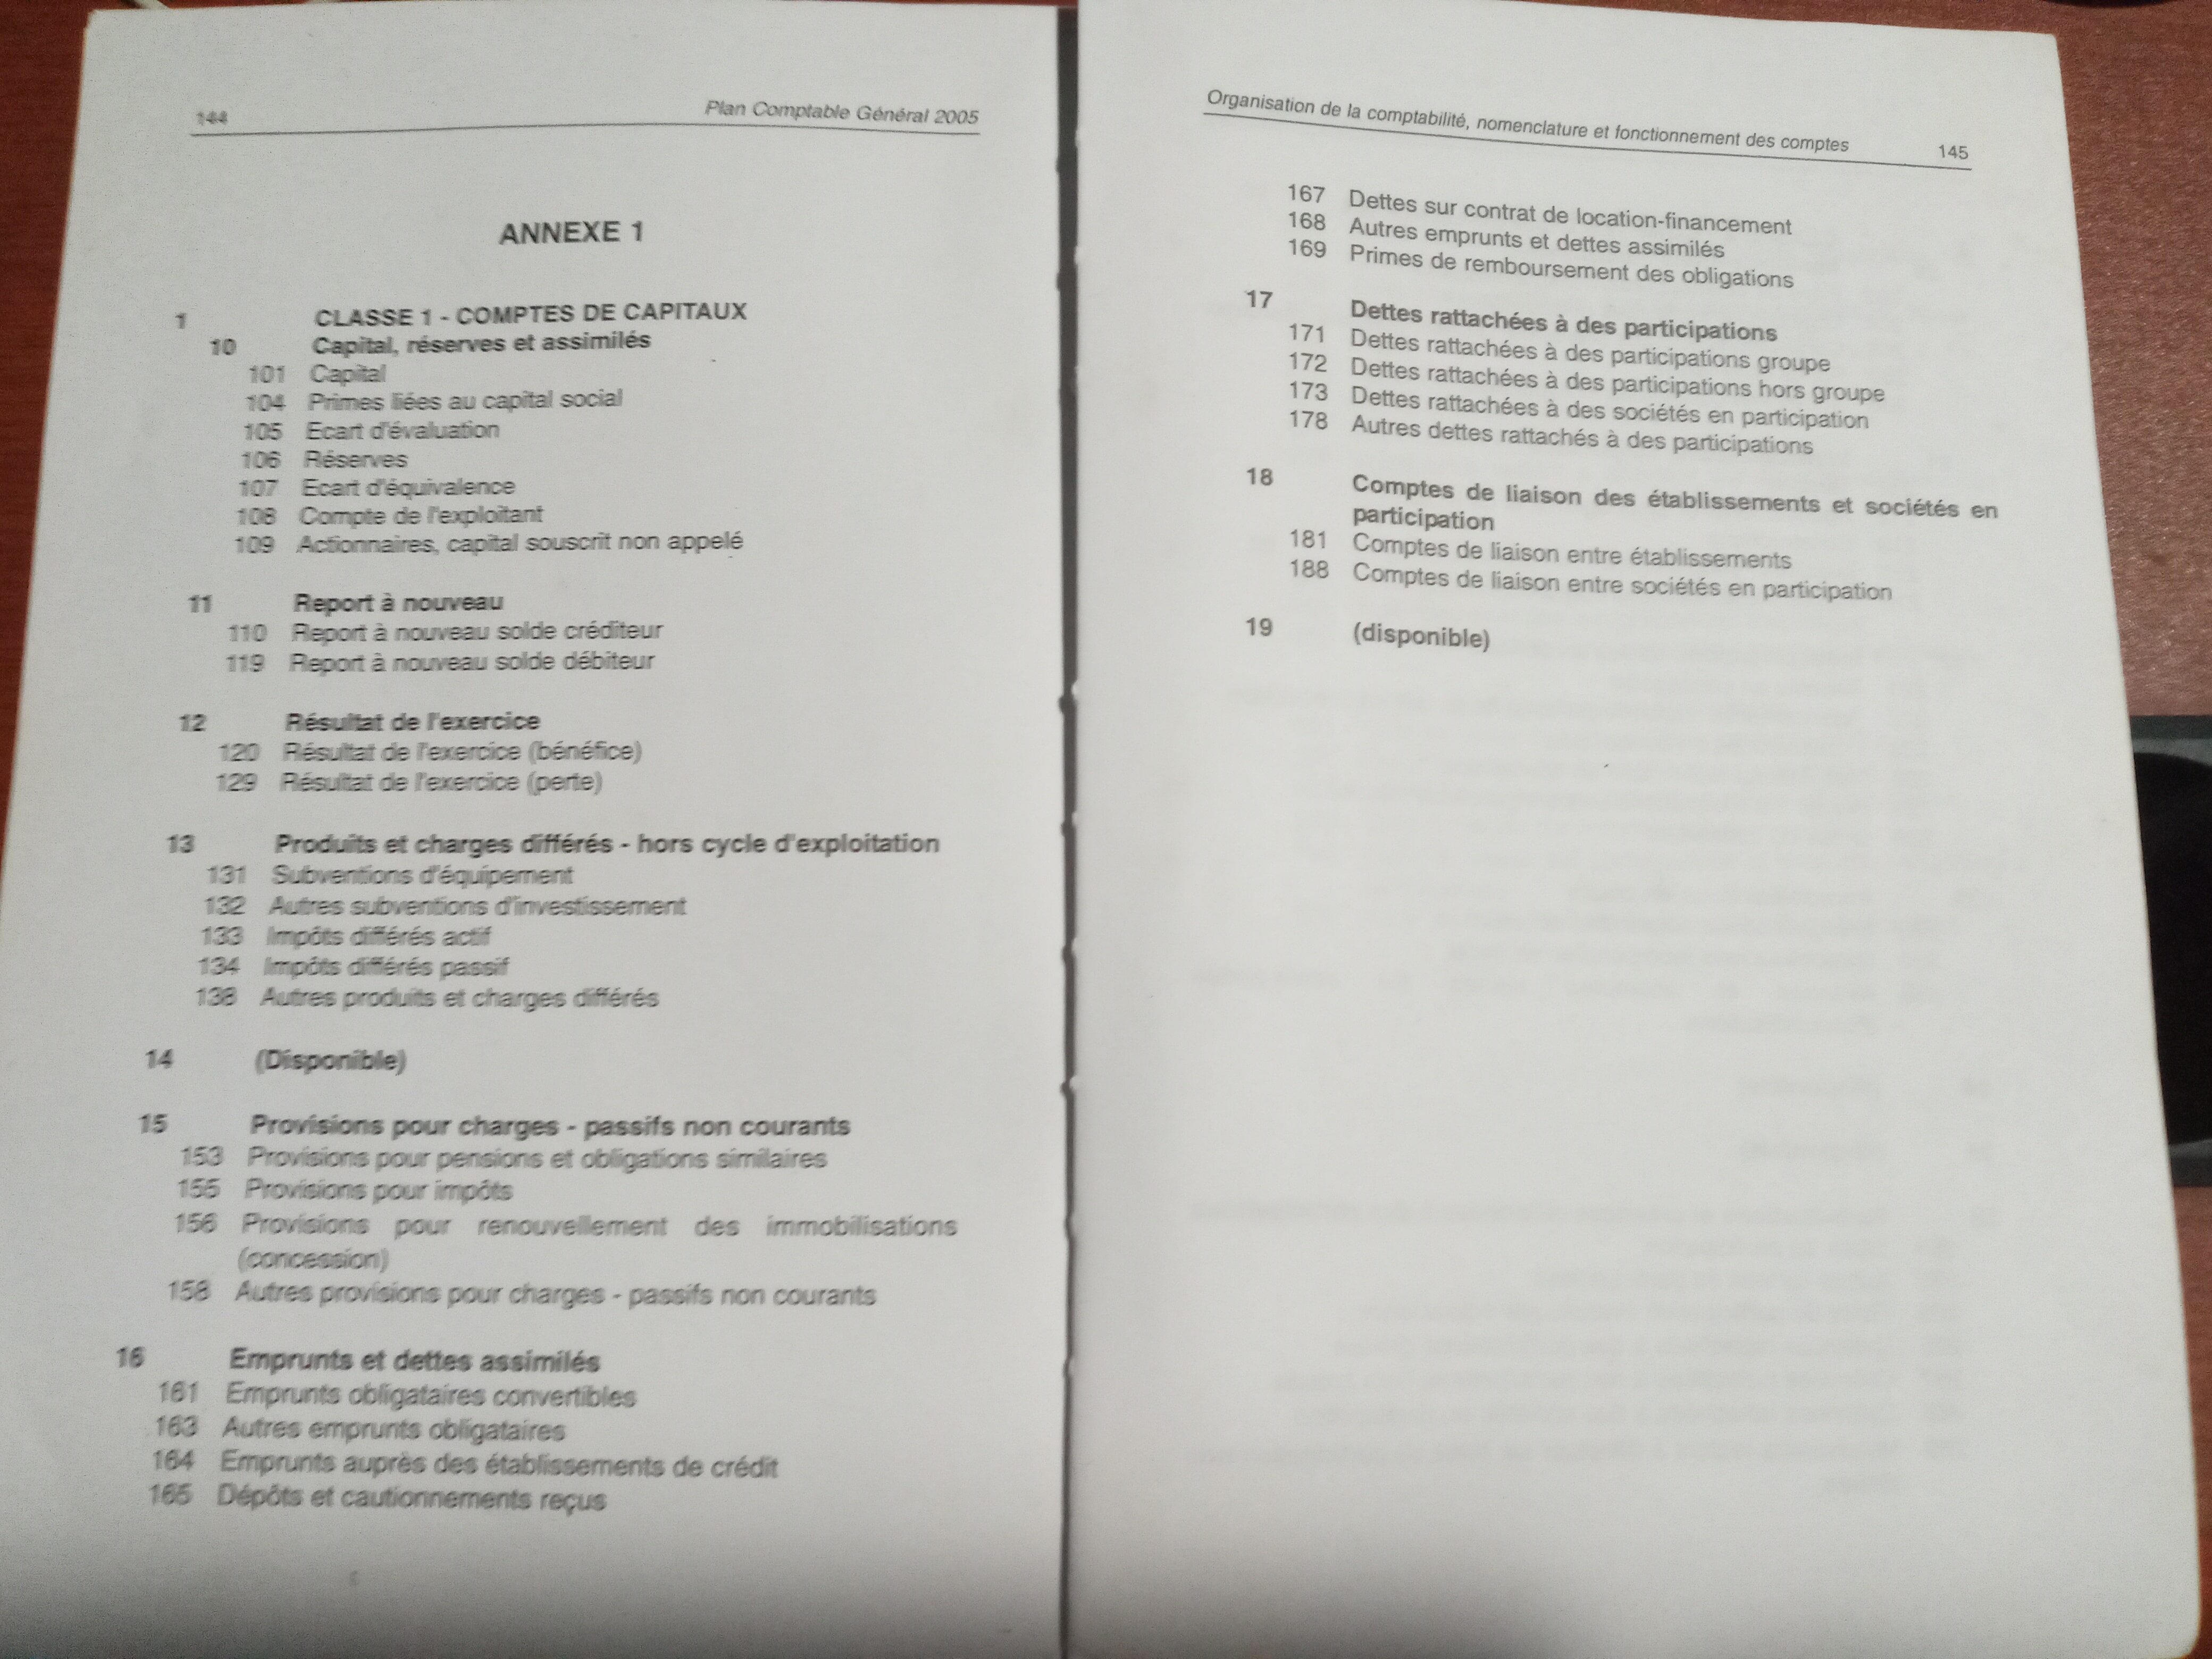 144
Plan Comptable Général 2005
ANNEXE 1
1 CLASSE 1 - COMPTES DE CAPITAUX
10 Capital, réserves et assimilés
101 Capital
104 Primes liées au capital social
105 Ecart d'évaluation
106 Réserves
107 Ecart d'équivalence
108 Compte de l'exploitant
109 Actionnaires, capital souscrit non appelé
11 Report à nouveau
110 Report à nouveau solde créditeur
119 Report à nouveau solde débiteur
12 Résultat de l'exercice
120 Résultat de l'exercice (bénéfice)
129 Résultat de l'exercice (perte)
13 Produits et charges différés - hors cycle d'exploitation
131 Subventions d'équipement
132 Autres subventions d'investissement
133 Impôts différés actif
134 Impôts différés passif
138 Autres produits et charges différés
14 (Disponible)
15 Provisions pour charges - passifs non courants
153 Provisions pour pensions et obligations similaires
155 Provisions pour impôts
156 Provisions pour renouvellement des immobilisations
(concession)
158 Autres provisions pour charges - passifs non courants
16 Emprunts et dettes assimilés
161 Emprunts obligataires convertibles
163 Autres emprunts obligataires
164 Emprunts auprès des établissements de crédit
165 Dépôts et cautionnements reçus
Organisation de la comptabilité, nomenclature et fonctionnement des comptes
145
167 Dettes sur contrat de location-financement
168 Autres emprunts et dettes assimilés
169 Primes de remboursement des obligations
17 Dettes rattachées à des participations
171 Dettes rattachées à des participations groupe
172 Dettes rattachées à des participations hors groupe
173 Dettes rattachées à des sociétés en participation
178 Autres dettes rattachés à des participations
18 Comptes de liaison des établissements et sociétés en
participation
181 Comptes de liaison entre établissements
188 Comptes de liaison entre sociétés en participation
19 (disponible)